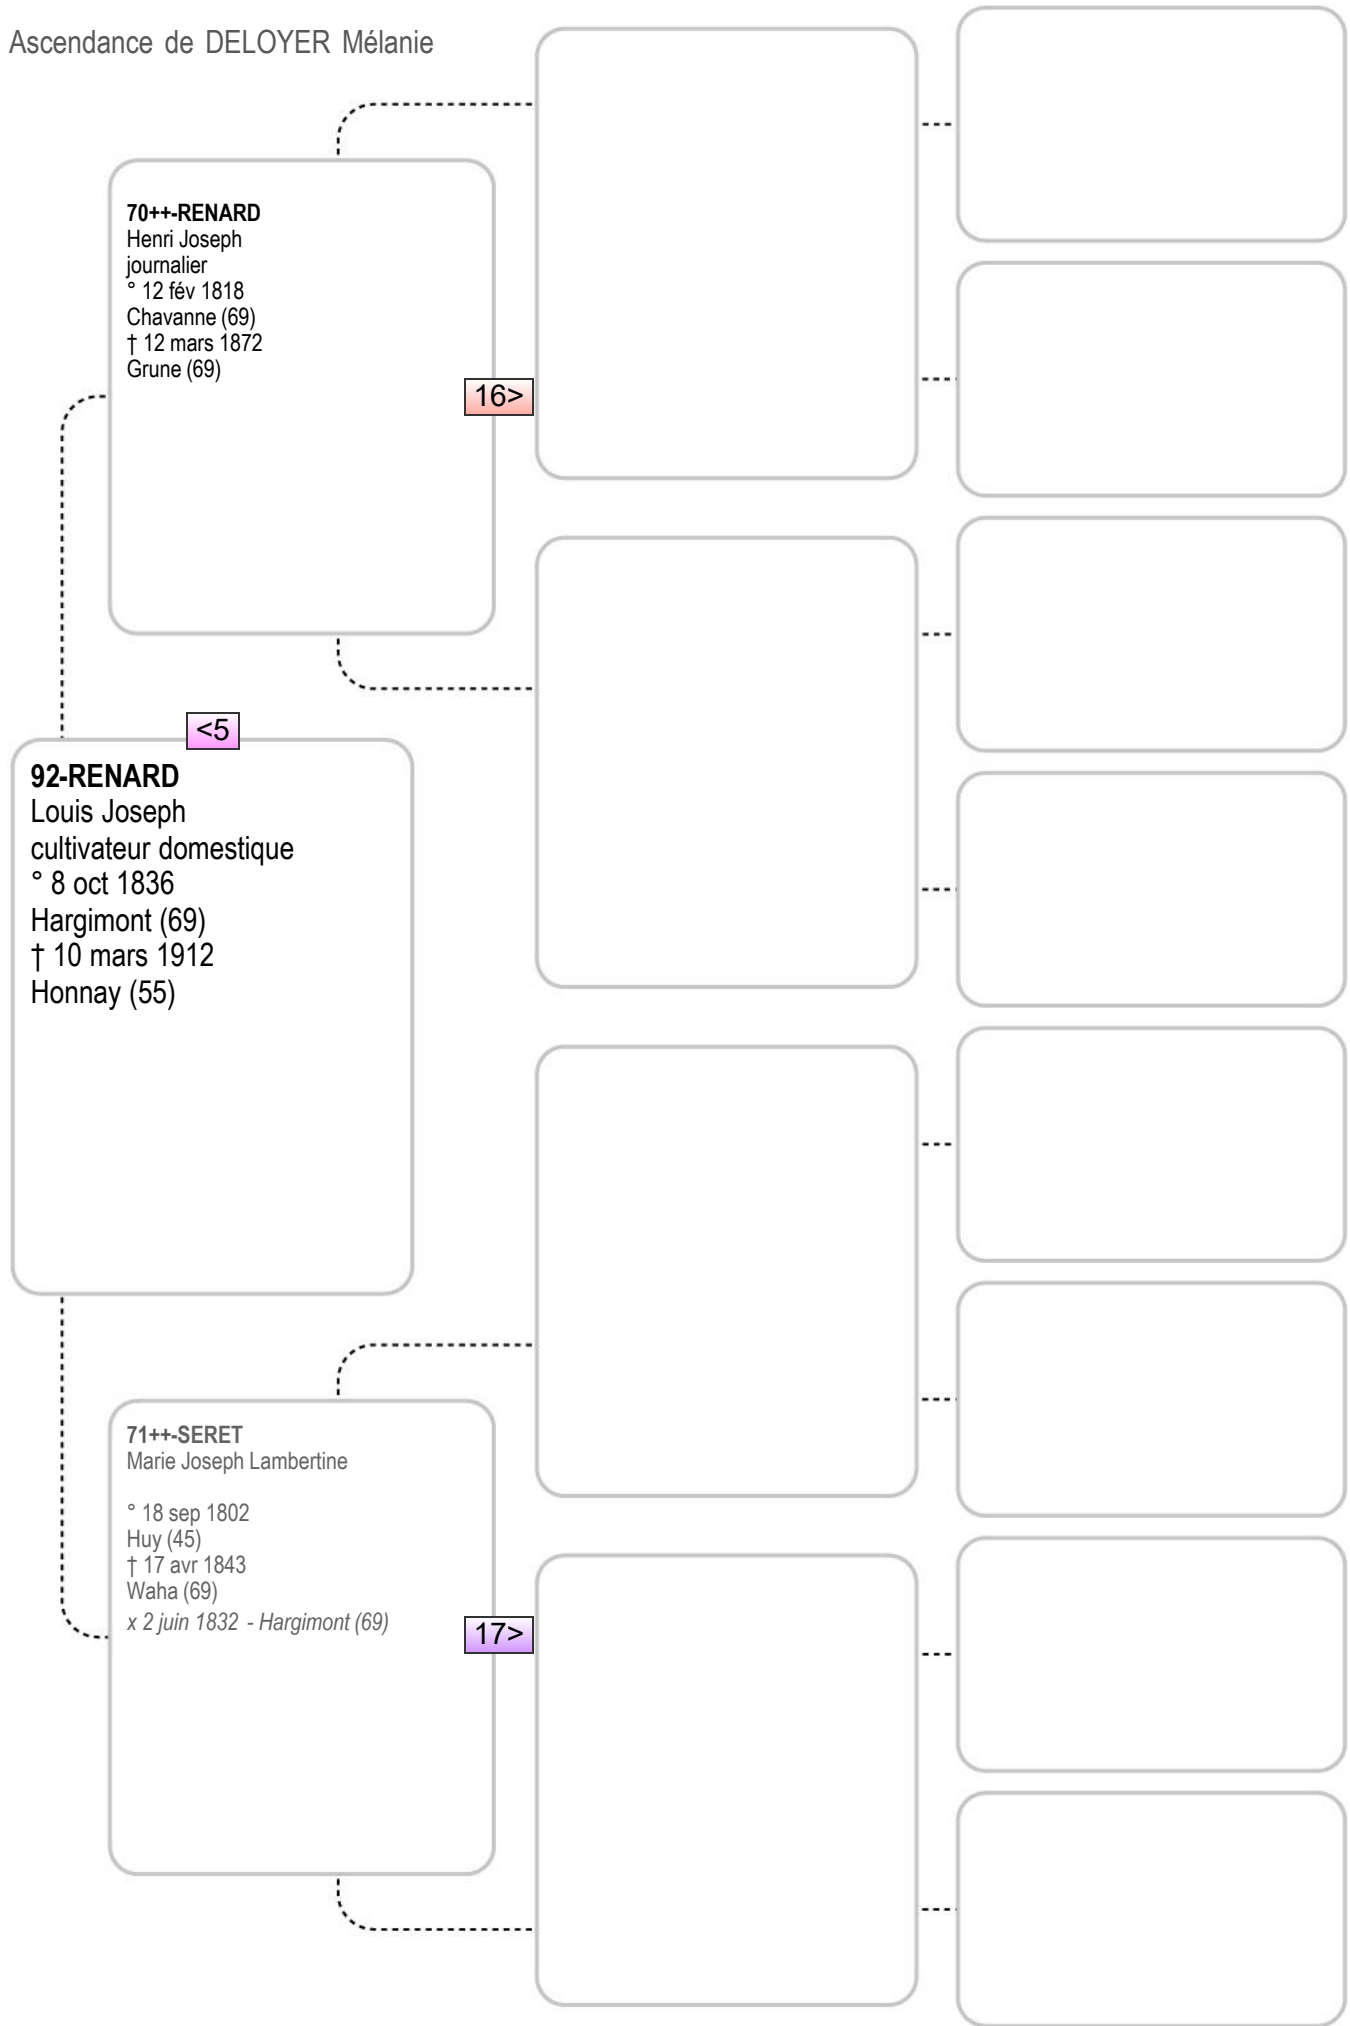 Ascendance de DELOYER Mélanie
70++-RENARD
Henri Joseph
journalier
° 12 fév 1818
Chavanne (69)
† 12 mars 1872
Grune (69)
16>
<5
92-RENARD
Louis Joseph
cultivateur domestique
° 8 oct 1836
Hargimont (69)
† 10 mars 1912
Honnay (55)
71++-SERET
Marie Joseph Lambertine
° 18 sep 1802
Huy (45)
† 17 avr 1843
Waha (69)
x 2 juin 1832 - Hargimont (69)
17>